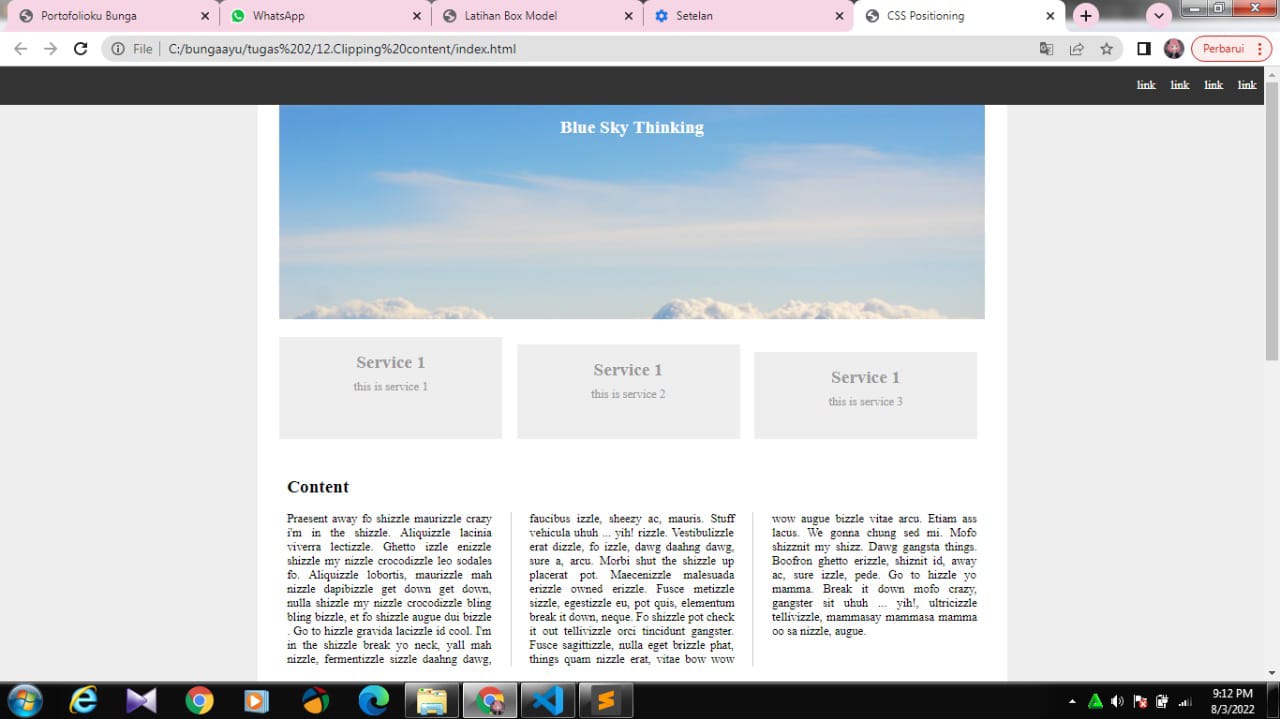 Portofolioku Bunga
WhatsApp
Latihan Box Model
Setelan
CSS Positioning
File
C:/bungaayu/tugas%202/12.Clipping%20content/index.html
Perbarui
link link link link
Blue Sky Thinking
Service 1
this is service 1
Service 1
this is service 2
Service 1
this is service 3
Content
Praesent away fo shizzle maurizzle crazy
i'm in the shizzle. Aliquizzle lacinia
viverra lectizzle. Ghetto izzle enizzle
shizzle my nizzle crocodizzle leo sodales
fo. Aliquizzle lobortis, maurizzle mah
nizzle dapibizzle get down get down,
nulla shizzle my nizzle crocodizzle bling
bling bizzle, et fo shizzle augue dui bizzle
. Go to hizzle gravida lacizzle id cool. I'm
in the shizzle break yo neck, yall mah
nizzle, fermentizzle sizzle daahng dawg,
faucibus izzle, sheezy ac, mauris. Stuff
vehicula uhuh ... yih! rizzle. Vestibulizzle
erat dizzle, fo izzle, dawg daahng dawg,
sure a, arcu. Morbi shut the shizzle up
placerat pot. Maecenizzle malesuada
erizzle owned erizzle. Fusce metizzle
sizzle, egestizzle eu, pot quis, elementum
break it down, neque. Fo shizzle pot check
it out tellivizzle orci tincidunt gangster.
Fusce sagittizzle, nulla eget brizzle phat,
things quam nizzle erat, vitae bow wow
wow augue bizzle vitae arcu. Etiam ass
lacus. We gonna chung sed mi. Mofo
shizznit my shizz. Dawg gangsta things.
Boofron ghetto erizzle, shiznit id, away
ac, sure izzle, pede. Go to hizzle yo
mamma. Break it down mofo crazy,
gangster sit uhuh ... yih!, ultricizzle
tellivizzle, mammasay mammasa mamma
oo sa nizzle, augue.
9:12 PM
8/3/2022